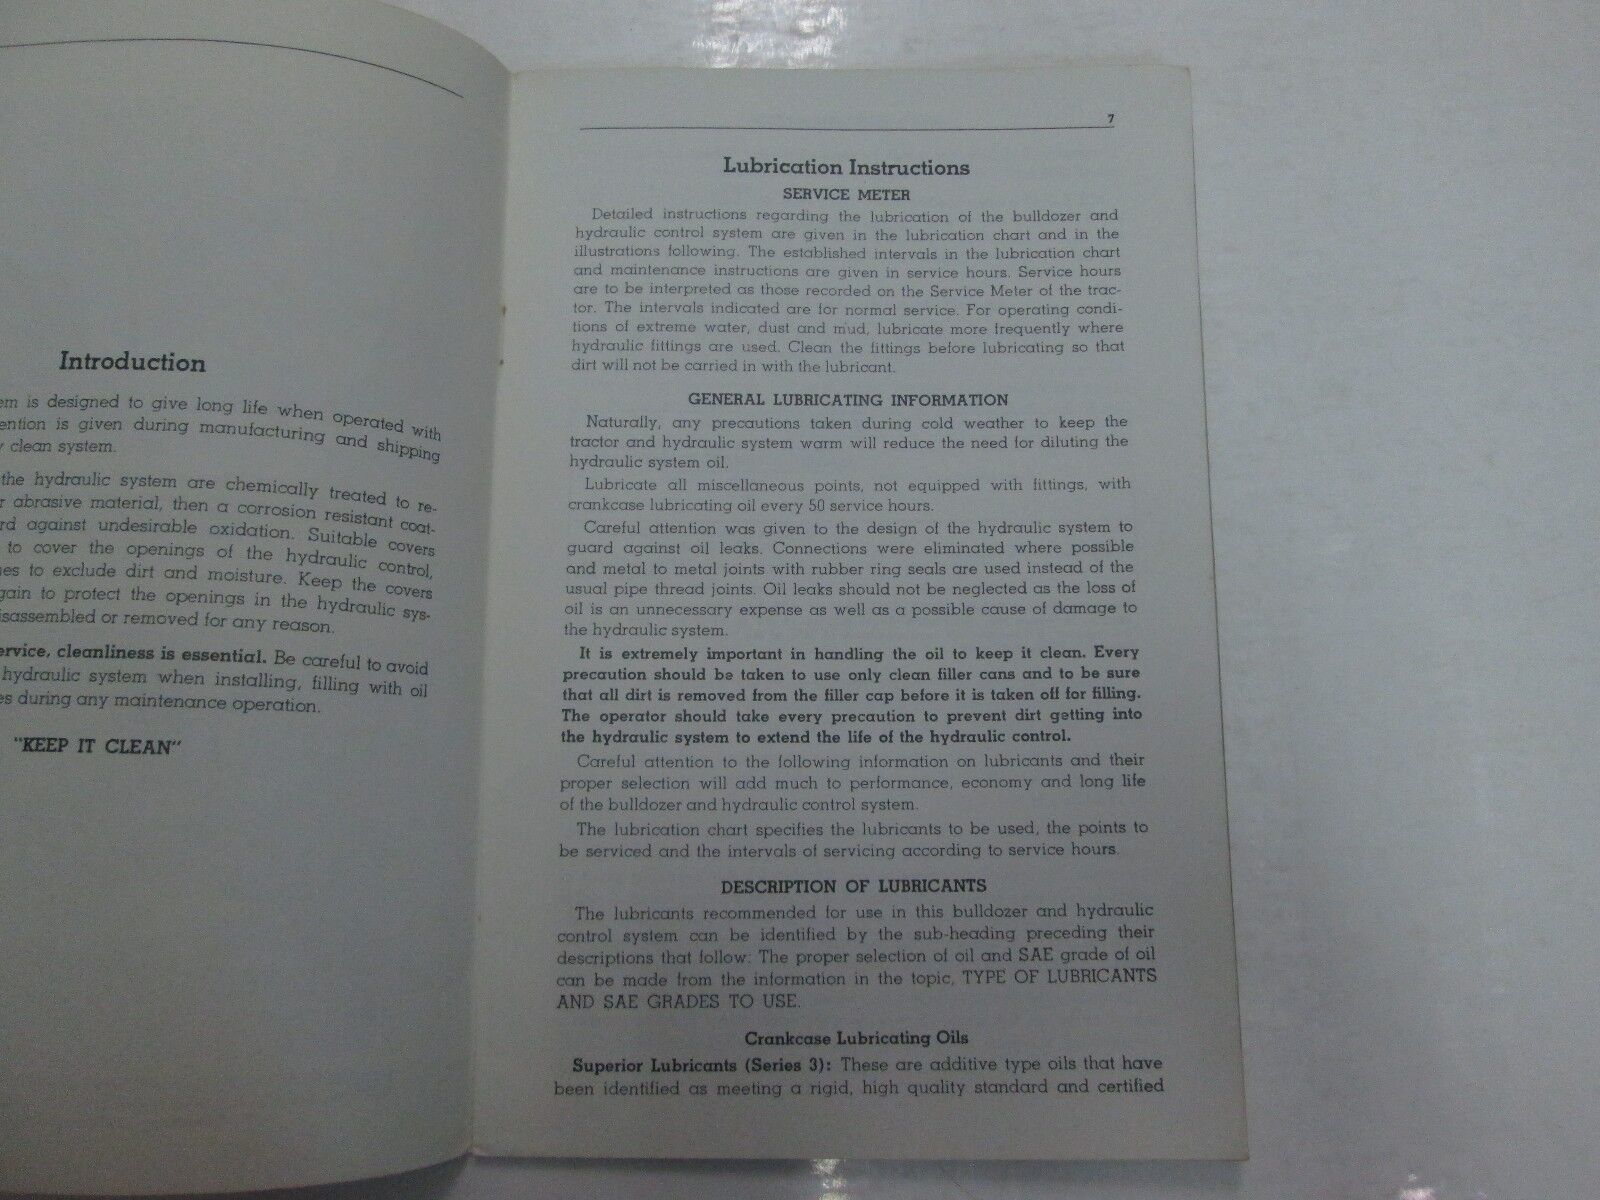 Introduction
em is designed to give long life when operated with
ention is given during manufacturing and shipping
y clean system.
the hydraulic system are chemically treated to re-
r abrasive material, then a corrosion resistant coat-
rd against undesirable oxidation. Suitable covers
to cover the openings of the hydraulic control,
nes to exclude dirt and moisture. Keep the covers
gain to protect the openings in the hydraulic sys-
isassembled or removed for any reason.
ervice, cleanliness is essential. Be careful to avoid
hydraulic system when installing, filling with oil
es during any maintenance operation.
"KEEP IT CLEAN"
7
Lubrication Instructions
SERVICE METER
Detailed instructions regarding the lubrication of the bulldozer and
hydraulic control system are given in the lubrication chart and in the
illustrations following. The established intervals in the lubrication chart
and maintenance instructions are given in service hours. Service hours
are to be interpreted as those recorded on the Service Meter of the trac-
tor. The intervals indicated are for normal service. For operating condi-
tions of extreme water, dust and mud, lubricate more frequently where
hydraulic fittings are used. Clean the fittings before lubricating so that
dirt will not be carried in with the lubricant.
GENERAL LUBRICATING INFORMATION
Naturally, any precautions taken during cold weather to keep the
tractor and hydraulic system warm will reduce the need for diluting the
hydraulic system oil.
Lubricate all miscellaneous points, not equipped with fittings, with
crankcase lubricating oil every 50 service hours.
Careful attention was given to the design of the hydraulic system to
guard against oil leaks. Connections were eliminated where possible
and metal to metal joints with rubber ring seals are used instead of the
usual pipe thread joints. Oil leaks should not be neglected as the loss of
oil is an unnecessary expense as well as a possible cause of damage to
the hydraulic system.
It is extremely important in handling the oil to keep it clean. Every
precaution should be taken to use only clean filler cans and to be sure
that all dirt is removed from the filler cap before it is taken off for filling.
The operator should take every precaution to prevent dirt getting into
the hydraulic system to extend the life of the hydraulic control.
Careful attention to the following information on lubricants and their
proper selection will add much to performance, economy and long life
of the bulldozer and hydraulic control system.
The lubrication chart specifies the lubricants to be used, the points to
be serviced and the intervals of servicing according to service hours.
DESCRIPTION OF LUBRICANTS
The lubricants recommended for use in this bulldozer and hydraulic
control system can be identified by the sub-heading preceding their
descriptions that follow: The proper selection of oil and SAE grade of oil
can be made from the information in the topic, TYPE OF LUBRICANTS
AND SAE GRADES TO USE.
Crankcase Lubricating Oils
Superior Lubricants (Series 3): These are additive type oils that have
been identified as meeting a rigid, high quality standard and certified